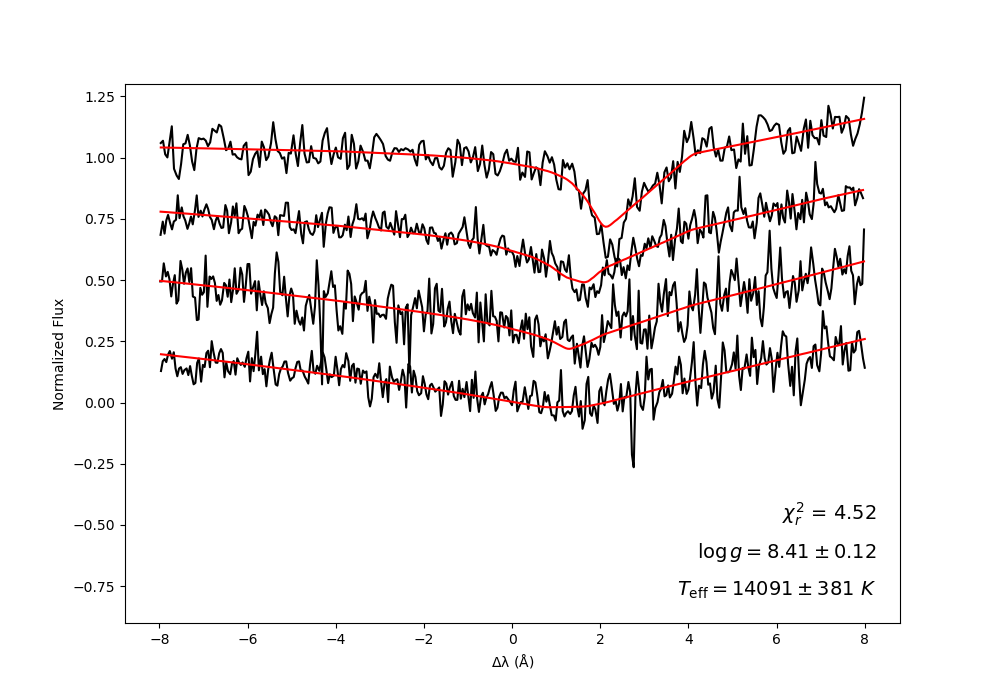 1.25
1.00
0.75
0.50
0.25
0.00
−0.25
−0.50
−0.75
Normalized Flux
χ²ᵣ = 4.52
log g = 8.41 ± 0.12
T_eff = 14091 ± 381 K
−8 −6 −4 −2 0 2 4 6 8
Δλ (Å)